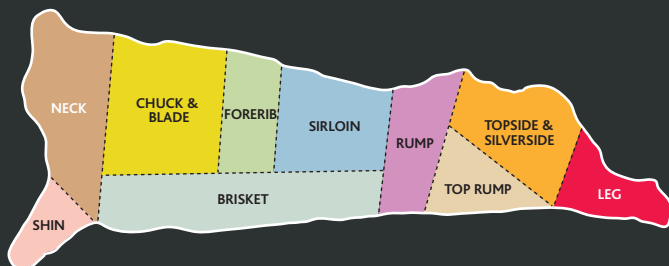 NECK
CHUCK &
BLADE
FORERIB
SIRLOIN
RUMP
TOPSIDE &
SILVERSIDE
TOP RUMP
LEG
BRISKET
SHIN